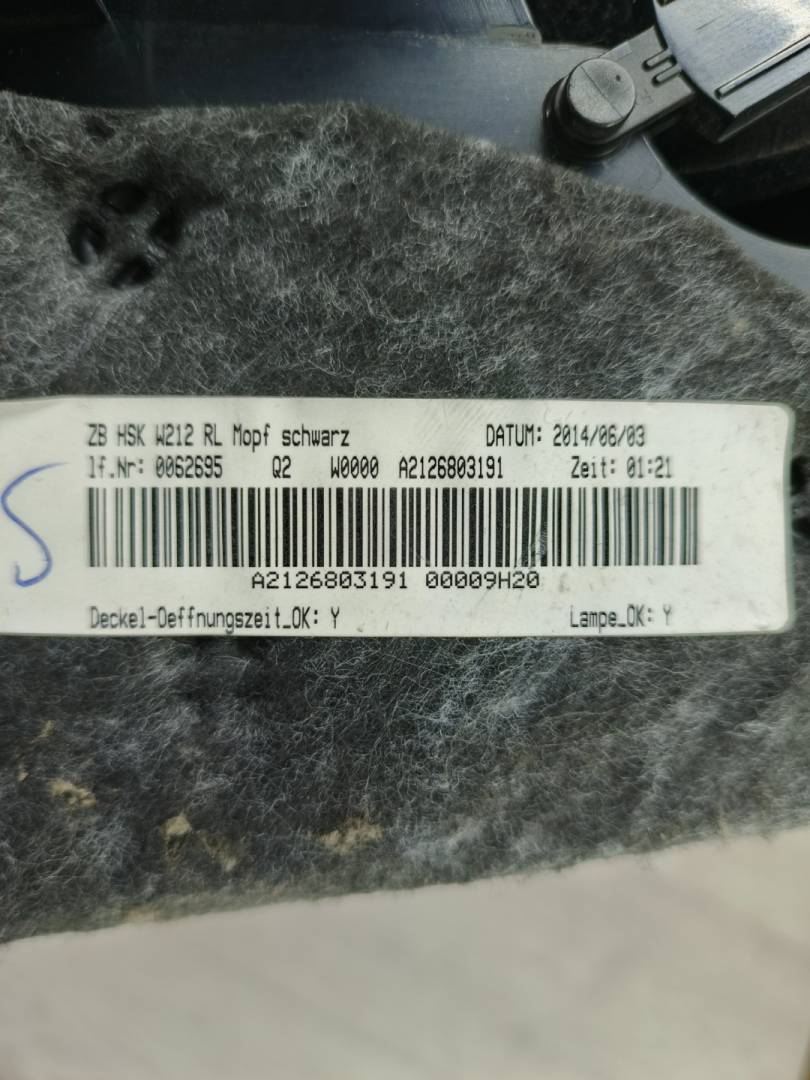 ZB HSK W212 RL Mopf schwarz DATUM: 2014/06/03
lf.Nr: 0062695 Q2 W0000 A2126803191 Zeit: 01:21
A2126803191 00009H20
Deckel-Oeffnungszeit_OK: Y Lampe_OK: Y